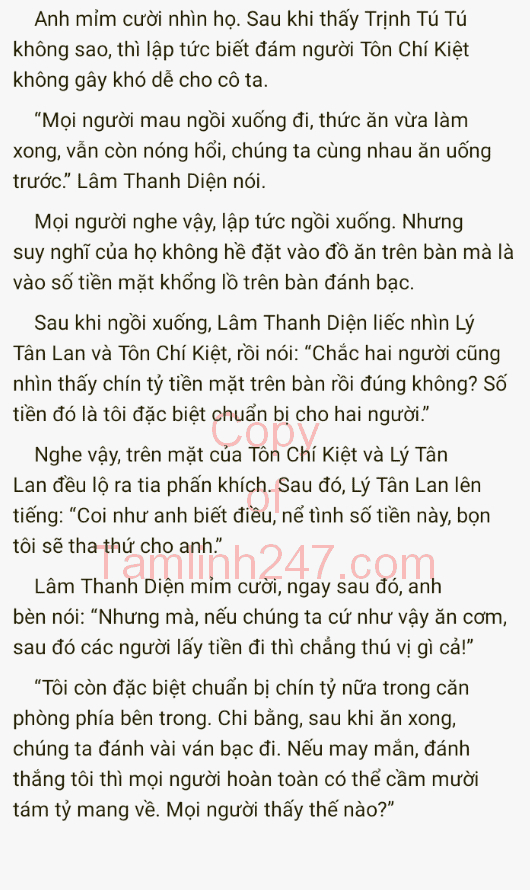 Anh mỉm cười nhìn họ. Sau khi thấy Trịnh Tú Tú
không sao, thì lập tức biết đám người Tôn Chí Kiệt
không gây khó dễ cho cô ta.
“Mọi người mau ngồi xuống đi, thức ăn vừa làm
xong, vẫn còn nóng hổi, chúng ta cùng nhau ăn uống
trước.” Lâm Thanh Diện nói.
Mọi người nghe vậy, lập tức ngồi xuống. Nhưng
suy nghĩ của họ không hề đặt vào đồ ăn trên bàn mà là
vào số tiền mặt khổng lồ trên bàn đánh bạc.
Sau khi ngồi xuống, Lâm Thanh Diện liếc nhìn Lý
Tân Lan và Tôn Chí Kiệt, rồi nói: “Chắc hai người cũng
nhìn thấy chín tỷ tiền mặt trên bàn rồi đúng không? Số
tiền đó là tôi đặc biệt chuẩn bị cho hai người.”
Copy
Nghe vậy, trên mặt của Tôn Chí Kiệt và Lý Tân
Lan đều lộ ra tia phấn khích. Sau đó, Lý Tân Lan lên
of
tiếng: “Coi như anh biết điều, nể tình số tiền này, bọn
tôi sẽ tha thứ cho anh.”
Tamlinh247.com
Lâm Thanh Diện mỉm cười, ngay sau đó, anh
bèn nói: “Nhưng mà, nếu chúng ta cứ như vậy ăn cơm,
sau đó các người lấy tiền đi thì chẳng thú vị gì cả!”
“Tôi còn đặc biệt chuẩn bị chín tỷ nữa trong căn
phòng phía bên trong. Chi bằng, sau khi ăn xong,
chúng ta đánh vài ván bạc đi. Nếu may mắn, đánh
thắng tôi thì mọi người hoàn toàn có thể cầm mười
tám tỷ mang về. Mọi người thấy thế nào?”